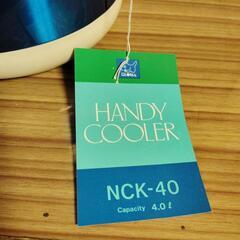 HANDY
COOLER
NCK-40
Capacity 4.0ℓ